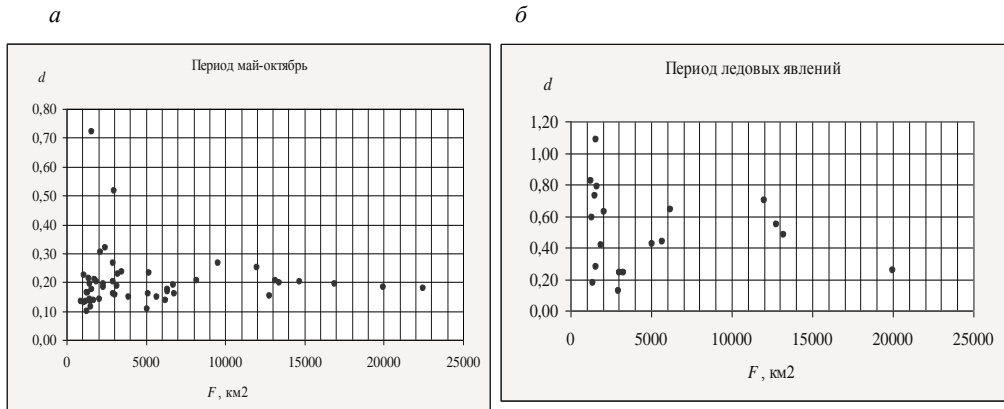 а
б
Период май-октябрь
d
0,80
0,70
0,60
0,50
0,40
0,30
0,20
0,10
0,00
0 5000 10000 15000 20000 25000
F , км2
Период ледовых явлений
d
1,20
1,00
0,80
0,60
0,40
0,20
0,00
0 5000 10000 15000 20000 25000
F , км2